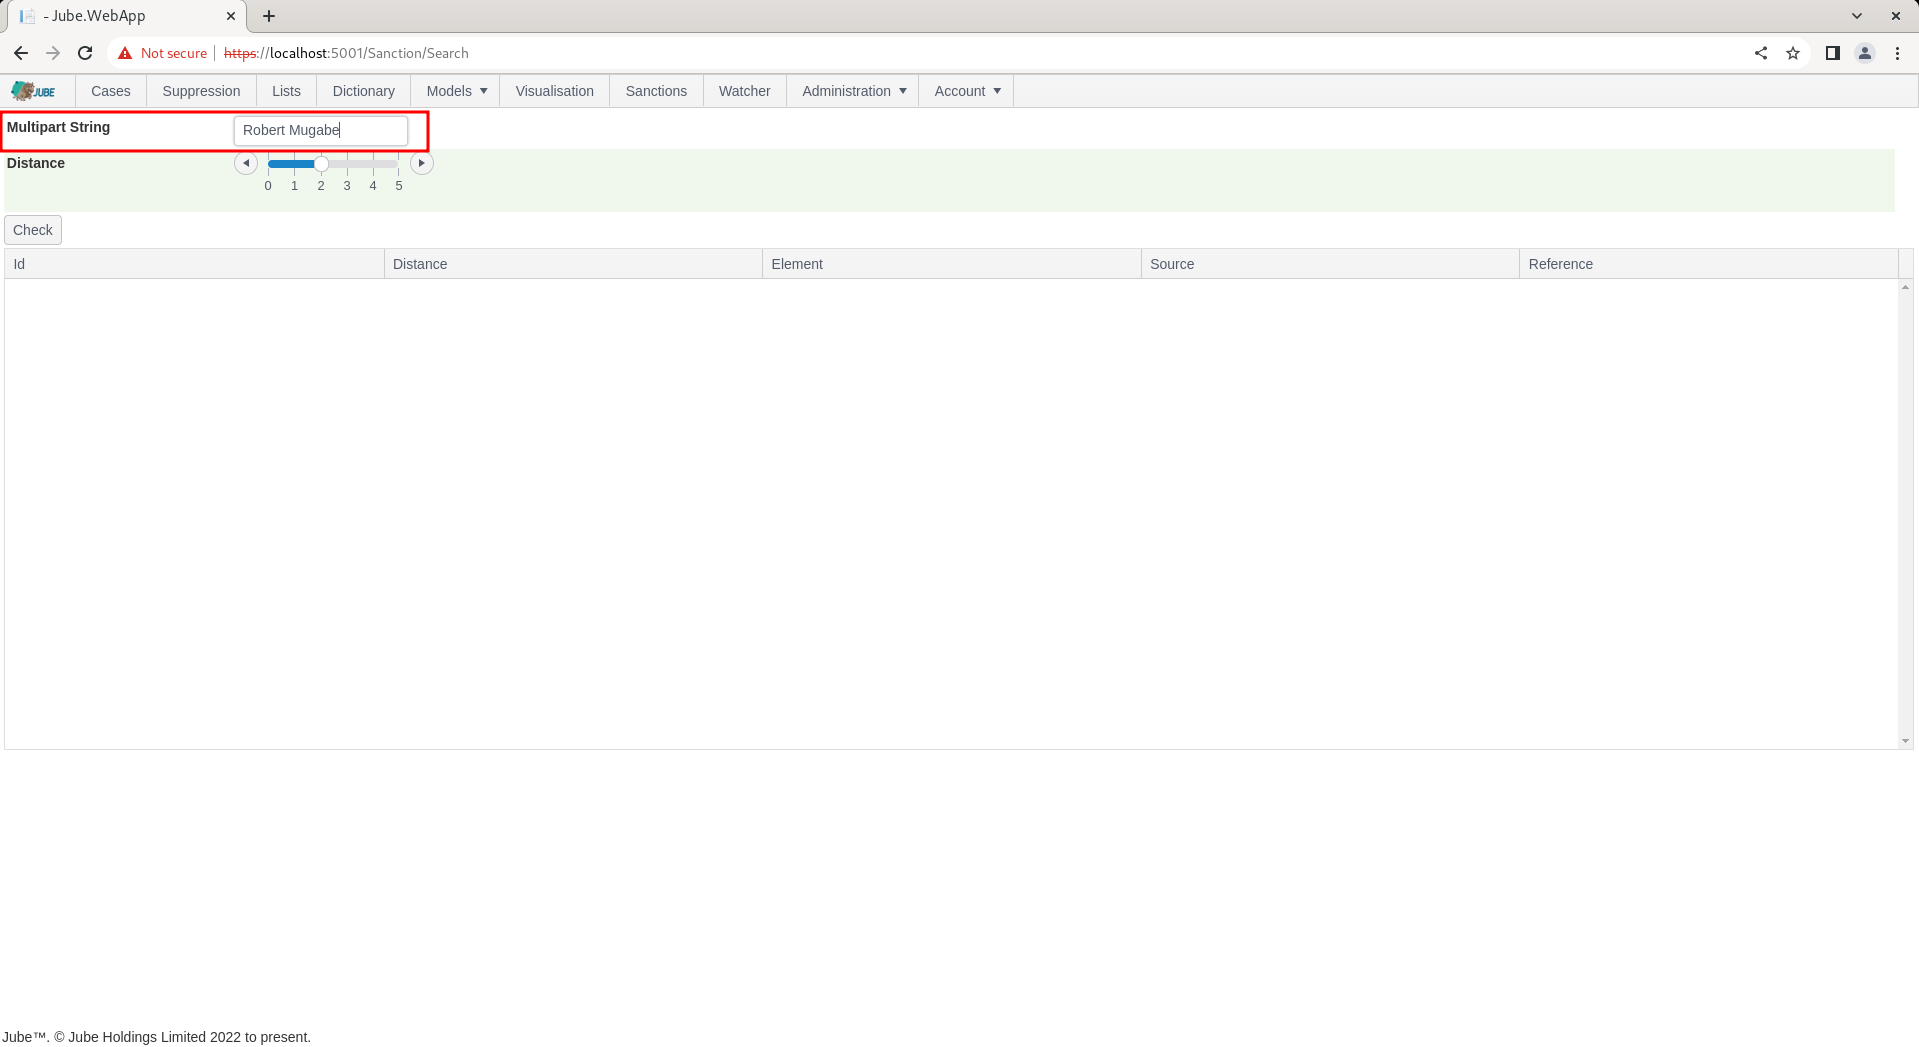 - Jube.WebApp
Not secure https://localhost:5001/Sanction/Search
JUBE Cases Suppression Lists Dictionary Models Visualisation Sanctions Watcher Administration Account
Multipart String Robert Mugabe
Distance
0 1 2 3 4 5
Check
Id Distance Element Source Reference
Jube™. © Jube Holdings Limited 2022 to present.